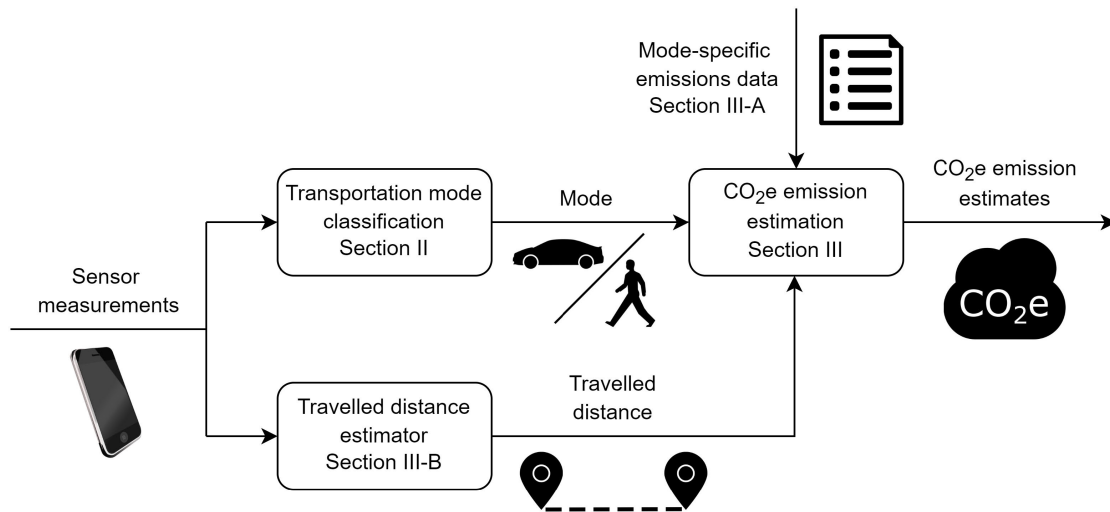 Mode-specific
emissions data
Section III-A
Transportation mode
classification
Section II
Mode
CO₂e emission
estimation
Section III
CO₂e emission
estimates
Sensor
measurements
CO₂e
Travelled distance
estimator
Section III-B
Travelled
distance